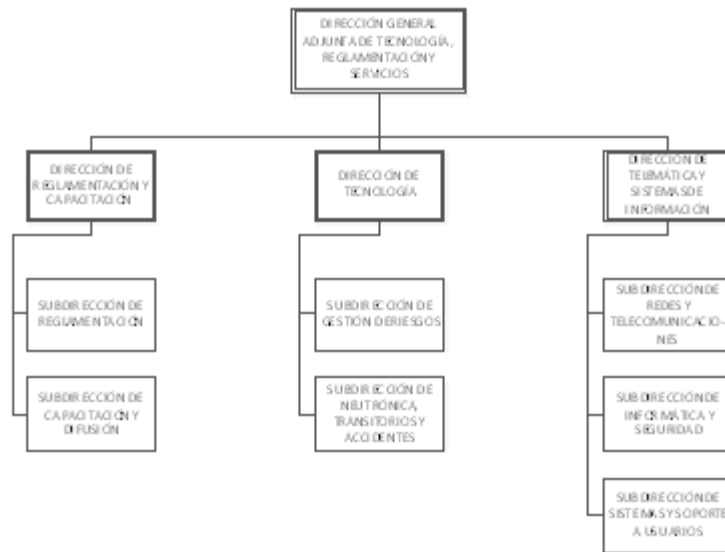 DIRECCIÓN GENERAL
ADJUNTA DE TECNOLOGÍA,
REGLAMENTACIÓN Y
SERVICIOS
DIRECCIÓN DE
REGLAMENTACIÓN Y
CAPACITACIÓN
DIRECCIÓN DE
TECNOLOGÍA
DIRECCIÓN DE
TELEMÁTICA Y
SISTEMAS DE
INFORMACIÓN
SUBDIRECCIÓN DE
REGLAMENTACIÓN
SUBDIRECCIÓN DE
GESTIÓN DE RIESGOS
SUBDIRECCIÓN DE
REDES Y
TELECOMUNICACIO-
NES
SUBDIRECCIÓN DE
CAPACITACIÓN Y
DIFUSIÓN
SUBDIRECCIÓN DE
NEUTRÓNICA,
TRANSITORIOS Y
ACCIDENTES
SUBDIRECCIÓN DE
INFORMÁTICA Y
SEGURIDAD
SUBDIRECCIÓN DE
SISTEMAS Y SOPORTE
A USUARIOS